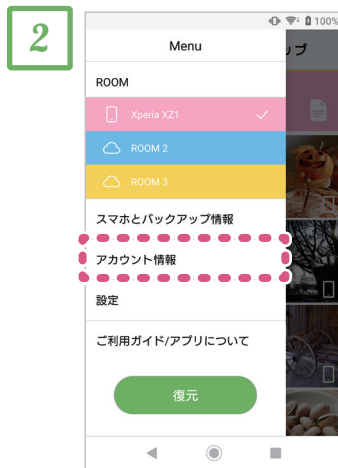 2
100%
Menu
ップ
ROOM
Xperia XZ1
ROOM 2
ROOM 3
スマホとバックアップ情報
アカウント情報
設定
ご利用ガイド/アプリについて
復元